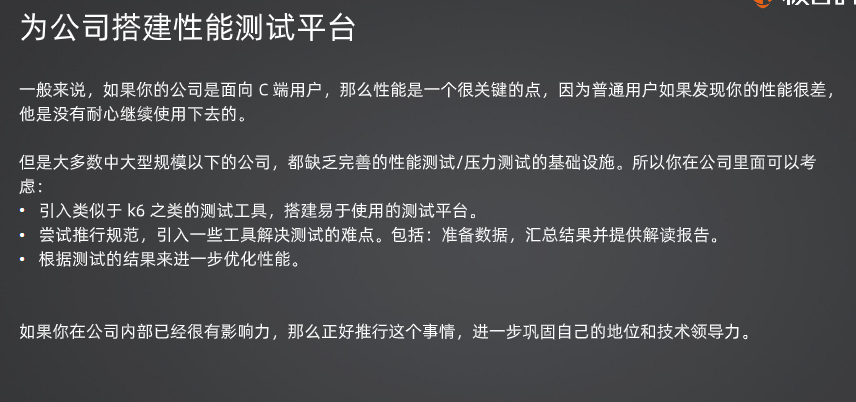 为公司搭建性能测试平台
一般来说，如果你的公司是面向 C 端用户，那么性能是一个很关键的点，因为普通用户如果发现你的性能很差，
他是没有耐心继续使用下去的。
但是大多数中大型规模以下的公司，都缺乏完善的性能测试/压力测试的基础设施。所以你在公司里面可以考
虑：
• 引入类似于 k6 之类的测试工具，搭建易于使用的测试平台。
• 尝试推行规范，引入一些工具解决测试的难点。包括：准备数据，汇总结果并提供解读报告。
• 根据测试的结果来进一步优化性能。
如果你在公司内部已经很有影响力，那么正好推行这个事情，进一步巩固自己的地位和技术领导力。